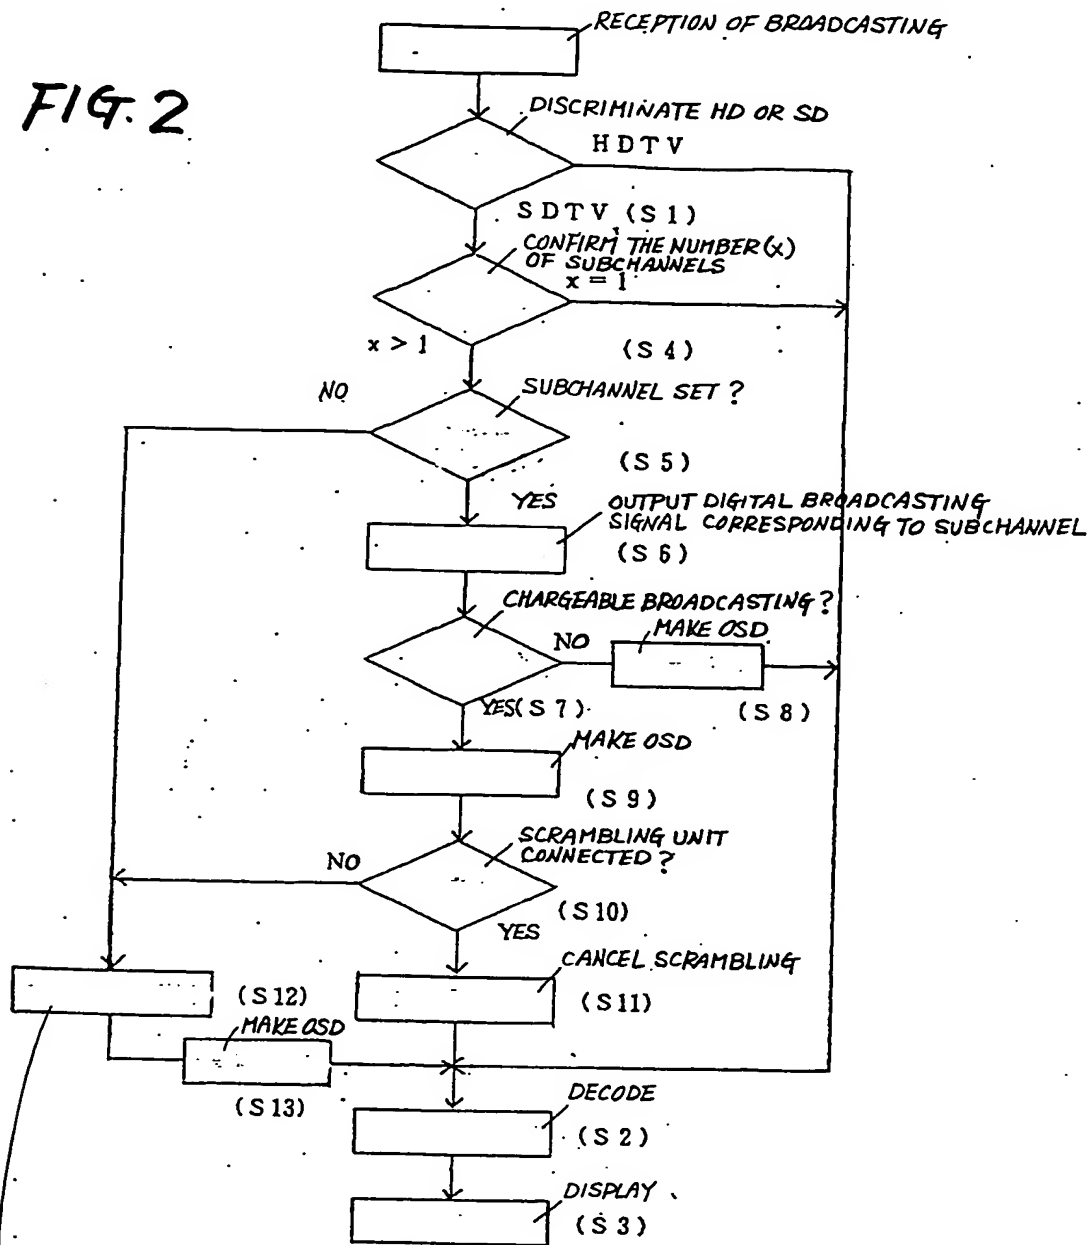 RECEPTION OF BROADCASTING
FIG. 2
DISCRIMINATE HD OR SD
HDTV
SDTV (S1)
CONFIRM THE NUMBER (x)
OF SUBCHANNELS
x = 1
x > 1
(S4)
NO
SUBCHANNEL SET?
(S5)
YES
OUTPUT DIGITAL BROADCASTING
SIGNAL CORRESPONDING TO SUBCHANNEL
(S6)
CHARGEABLE BROADCASTING?
NO
MAKE OSD
YES (S7)
(S8)
MAKE OSD
(S9)
SCRAMBLING UNIT
CONNECTED?
NO
(S10)
YES
CANCEL SCRAMBLING
(S11)
(S12)
MAKE OSD
(S13)
DECODE
(S2)
DISPLAY
(S3)